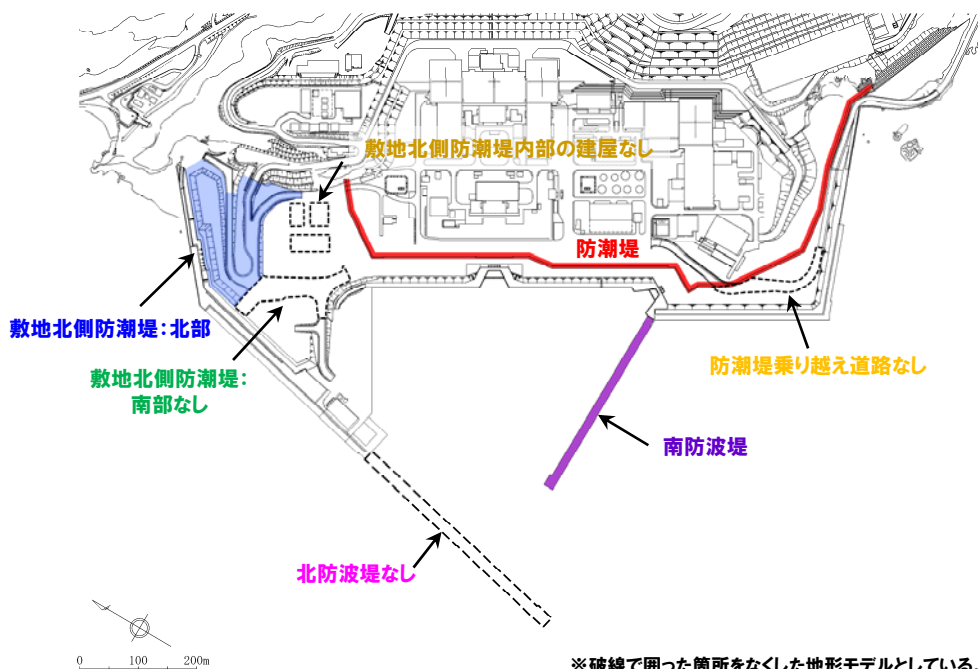 敷地北側防潮堤内部の建屋なし
防潮堤
敷地北側防潮堤：北部
敷地北側防潮堤：
南部なし
防潮堤乗り越え道路なし
南防波堤
北防波堤なし
0 100 200m
※破線で囲った箇所をなくした地形モデルとしている